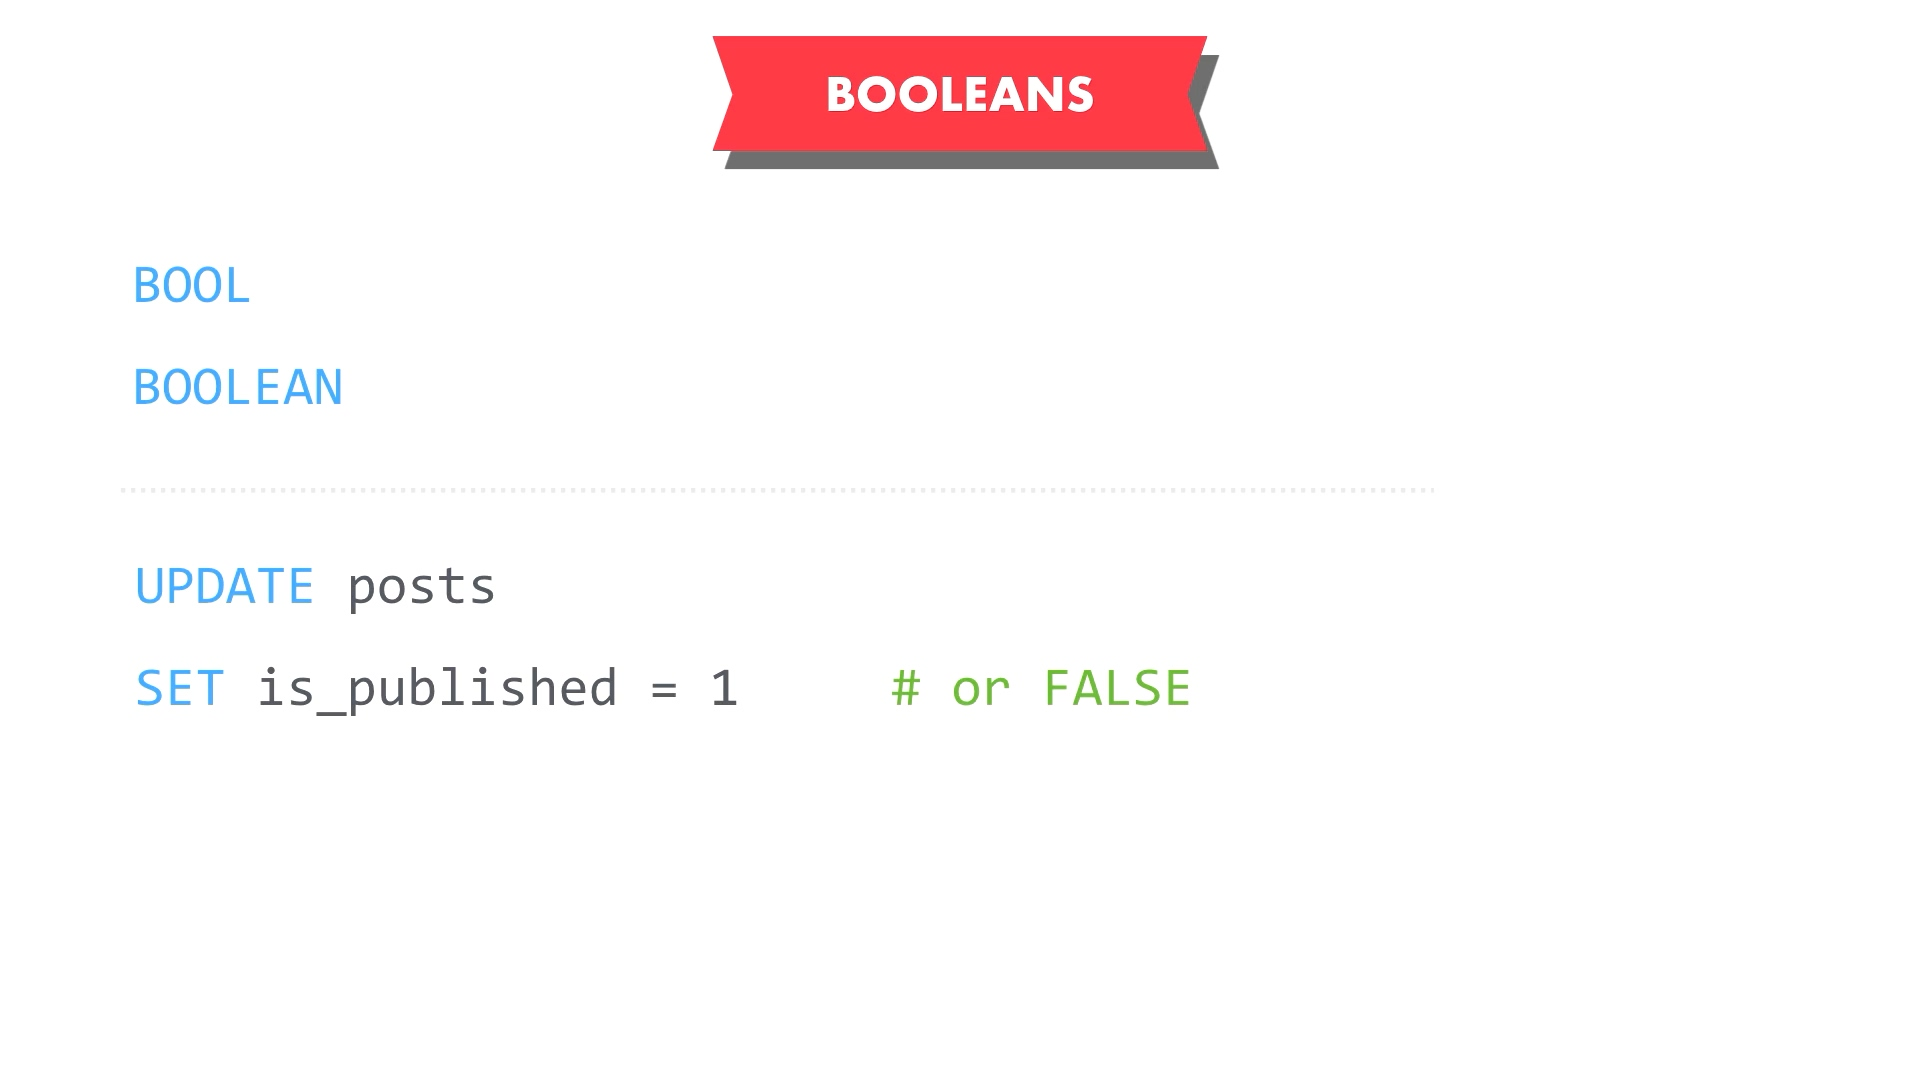 BOOLEANS
BOOL
BOOLEAN
UPDATE posts
SET is_published = 1 # or FALSE